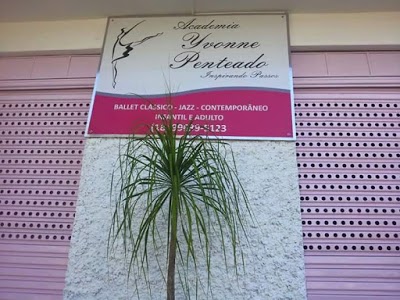 Academia
Yvonne
Penteado
Inspirando Passos
BALLET CLÁSSICO - JAZZ - CONTEMPORÂNEO
INFANTIL E ADULTO